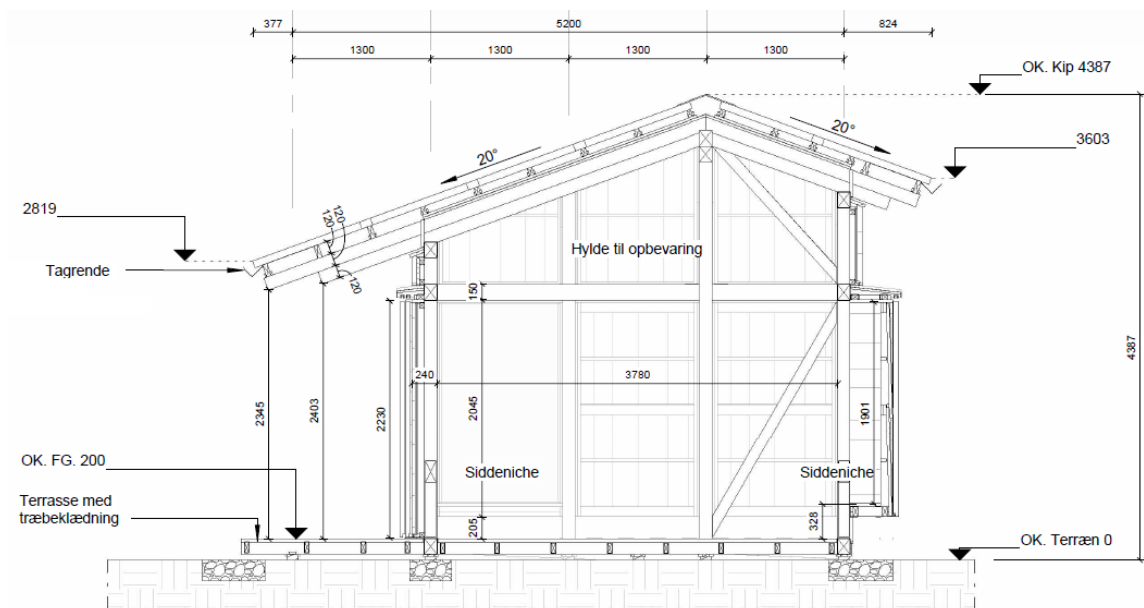 377
5200
824
1300
1300
1300
1300
OK. Kip 4387
20°
20°
3603
2819
120
120
120
Tagrende
Hylde til opbevaring
150
4387
240
3780
2345
2403
2230
2045
1901
OK. FG. 200
Siddeniche
Siddeniche
Terrasse med
træbeklædning
205
328
OK. Terræn 0